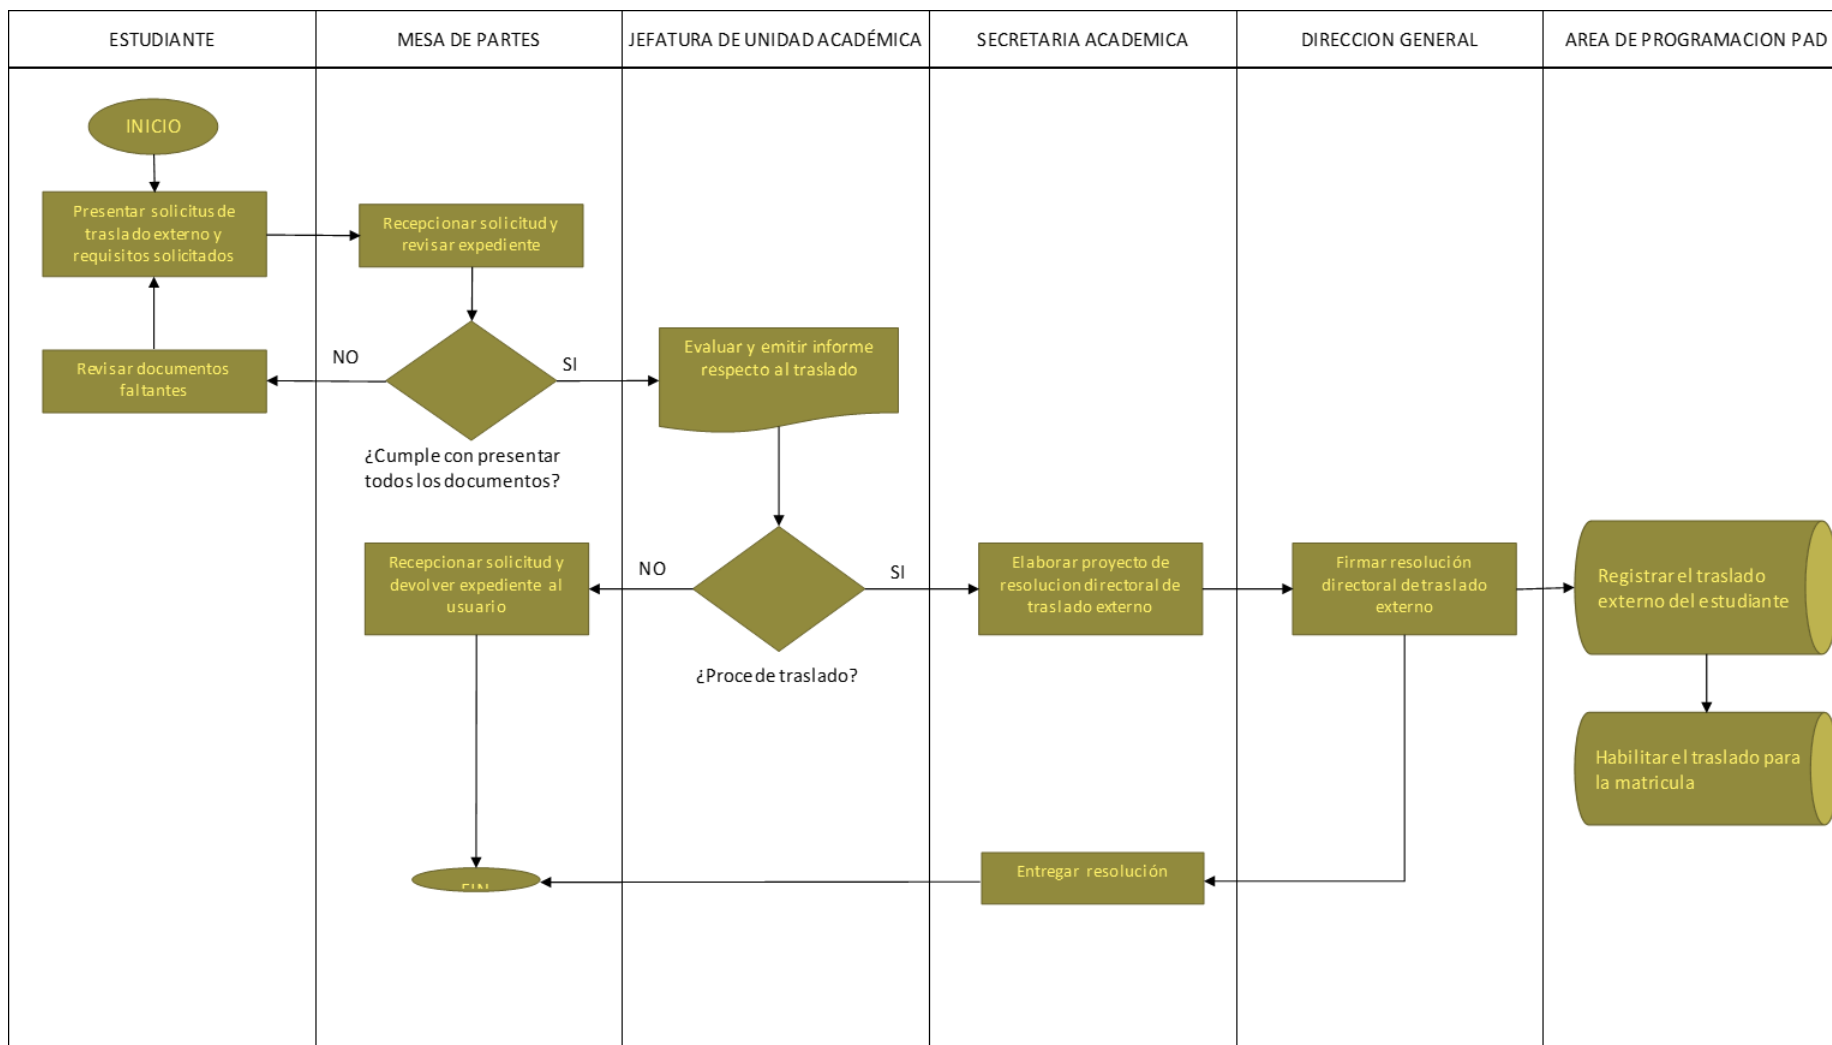 ESTUDIANTE
MESA DE PARTES
JEFATURA DE UNIDAD ACADÉMICA
SECRETARIA ACADEMICA
DIRECCION GENERAL
AREA DE PROGRAMACION PAD
INICIO
Presentar solicitus de
traslado externo y
requisitos solicitados
Recepcionar solicitud y
revisar expediente
Revisar documentos
faltantes
NO
SI
¿Cumple con presentar
todos los documentos?
Evaluar y emitir informe
respecto al traslado
Recepcionar solicitud y
devolver expediente al
usuario
NO
SI
¿Procede traslado?
Elaborar proyecto de
resolucion directoral de
traslado externo
Firmar resolución
directoral de traslado
externo
Registrar el traslado
externo del estudiante
Habilitar el traslado para
la matricula
Entregar resolución
FIN